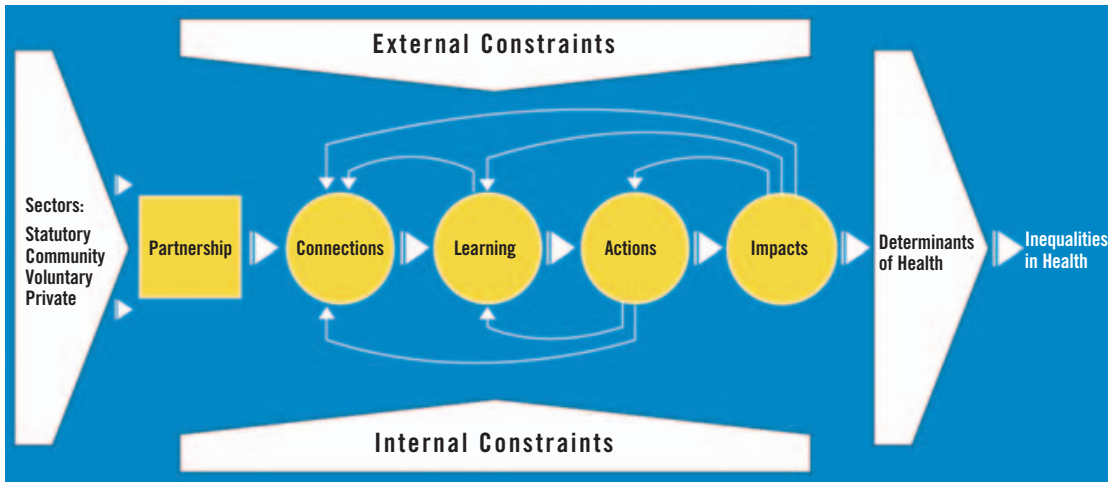 External Constraints
Sectors:
Statutory
Community
Voluntary
Private
Partnership
Connections
Learning
Actions
Impacts
Determinants
of Health
Inequalities
in Health
Internal Constraints